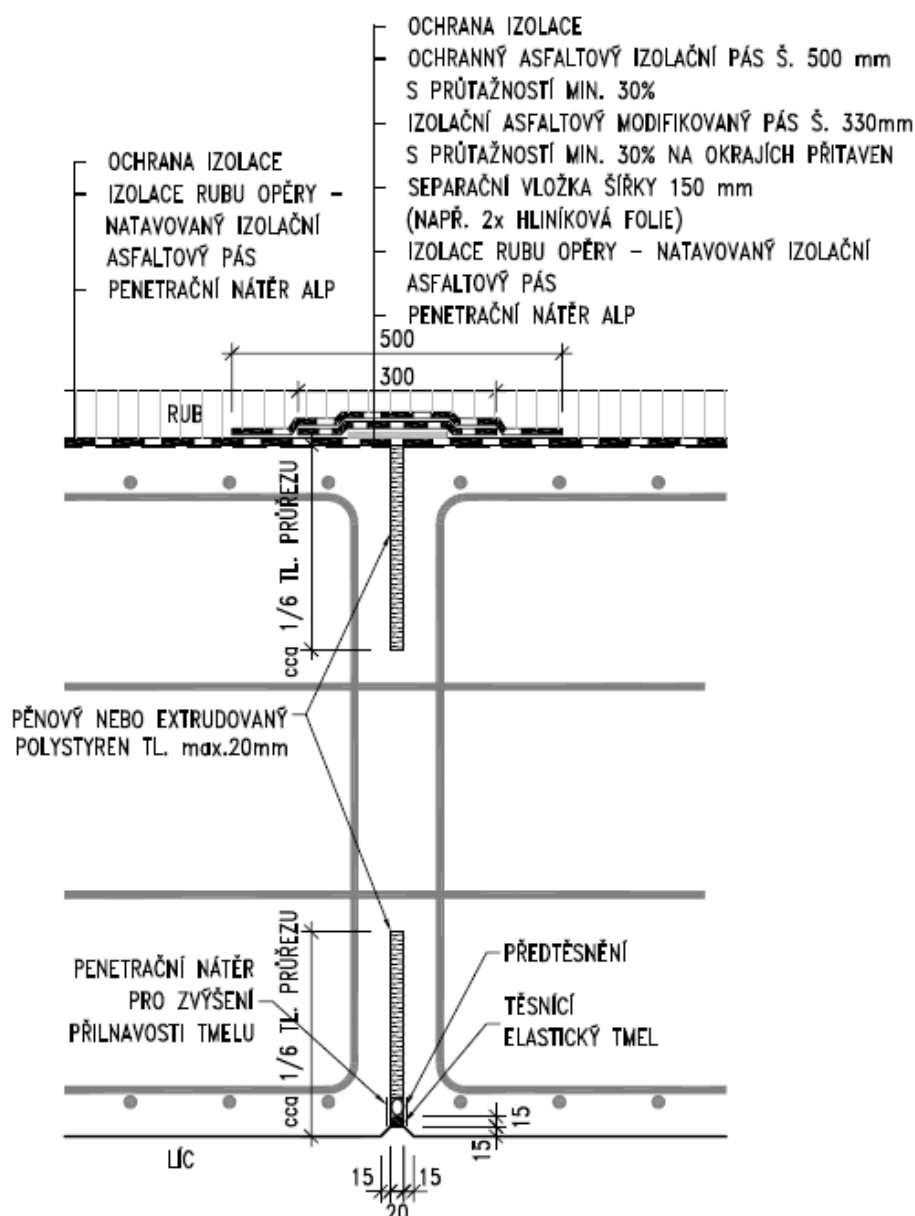 OCHRANA IZOLACE
OCHRANNÝ ASFALTOVÝ IZOLAČNÍ PÁS Š. 500 mm
S PRŮTAŽNOSTÍ MIN. 30%
IZOLAČNÍ ASFALTOVÝ MODIFIKOVANÝ PÁS Š. 330mm
S PRŮTAŽNOSTÍ MIN. 30% NA OKRAJÍCH PŘITAVEN
SEPARAČNÍ VLOŽKA ŠÍŘKY 150 mm
(NAPŘ. 2x HLINÍKOVÁ FOLIE)
IZOLACE RUBU OPĚRY – NATAVOVANÝ IZOLAČNÍ
ASFALTOVÝ PÁS
PENETRAČNÍ NÁTĚR ALP
OCHRANA IZOLACE
IZOLACE RUBU OPĚRY –
NATAVOVANÝ IZOLAČNÍ
ASFALTOVÝ PÁS
PENETRAČNÍ NÁTĚR ALP
500
300
RUB
cca 1/6 TL. PRŮŘEZU
PĚNOVÝ NEBO EXTRUDOVANÝ
POLYSTYREN TL. max.20mm
cca 1/6 TL. PRŮŘEZU
PENETRAČNÍ NÁTĚR
PRO ZVÝŠENÍ
PŘILNAVOSTI TMELU
PŘEDTĚSNĚNÍ
TĚSNÍCÍ
ELASTICKÝ TMEL
15
15
LÍC
15
15
20